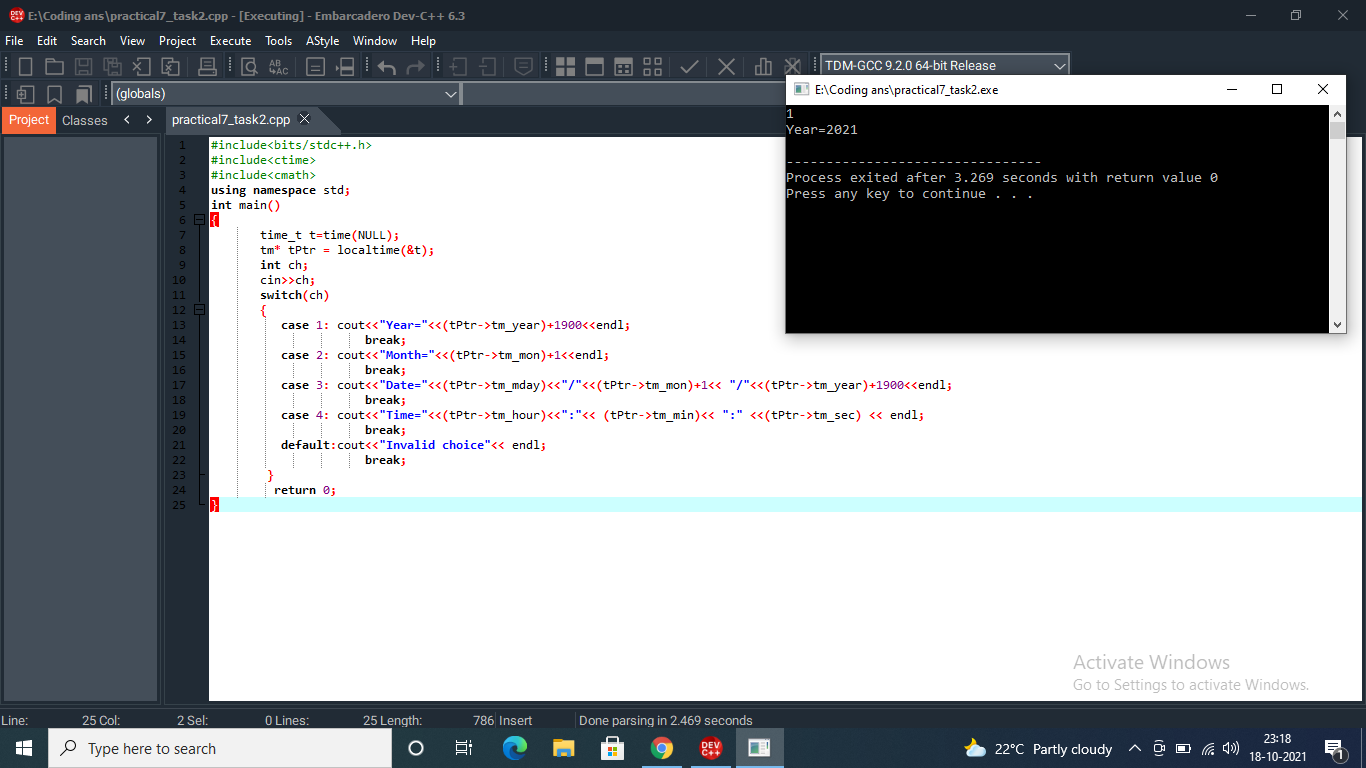 E:\Coding ans\practical7_task2.cpp - [Executing] - Embarcadero Dev-C++ 6.3
File Edit Search View Project Execute Tools AStyle Window Help
TDM-GCC 9.2.0 64-bit Release
(globals)
Project Classes
practical7_task2.cpp
1 #include<bits/stdc++.h>
2 #include<ctime>
3 #include<cmath>
4 using namespace std;
5 int main()
6 {
7 time_t t=time(NULL);
8 tm* tPtr = localtime(&t);
9 int ch;
10 cin>>ch;
11 switch(ch)
12 {
13 case 1: cout<<"Year="<<(tPtr->tm_year)+1900<<endl;
14 break;
15 case 2: cout<<"Month="<<(tPtr->tm_mon)+1<<endl;
16 break;
17 case 3: cout<<"Date="<<(tPtr->tm_mday)<<"/"<<(tPtr->tm_mon)+1<< "/"<<(tPtr->tm_year)+1900<<endl;
18 break;
19 case 4: cout<<"Time="<<(tPtr->tm_hour)<<":"<< (tPtr->tm_min)<< ":" <<(tPtr->tm_sec) << endl;
20 break;
21 default:cout<<"Invalid choice"<< endl;
22 break;
23 }
24 return 0;
25 }
E:\Coding ans\practical7_task2.exe
1
Year=2021
--------------------------------
Process exited after 3.269 seconds with return value 0
Press any key to continue . . .
Activate Windows
Go to Settings to activate Windows.
Line: 25 Col: 2 Sel: 0 Lines: 25 Length: 786 Insert Done parsing in 2.469 seconds
Type here to search
DEV C++
22°C Partly cloudy
23:18
18-10-2021
1